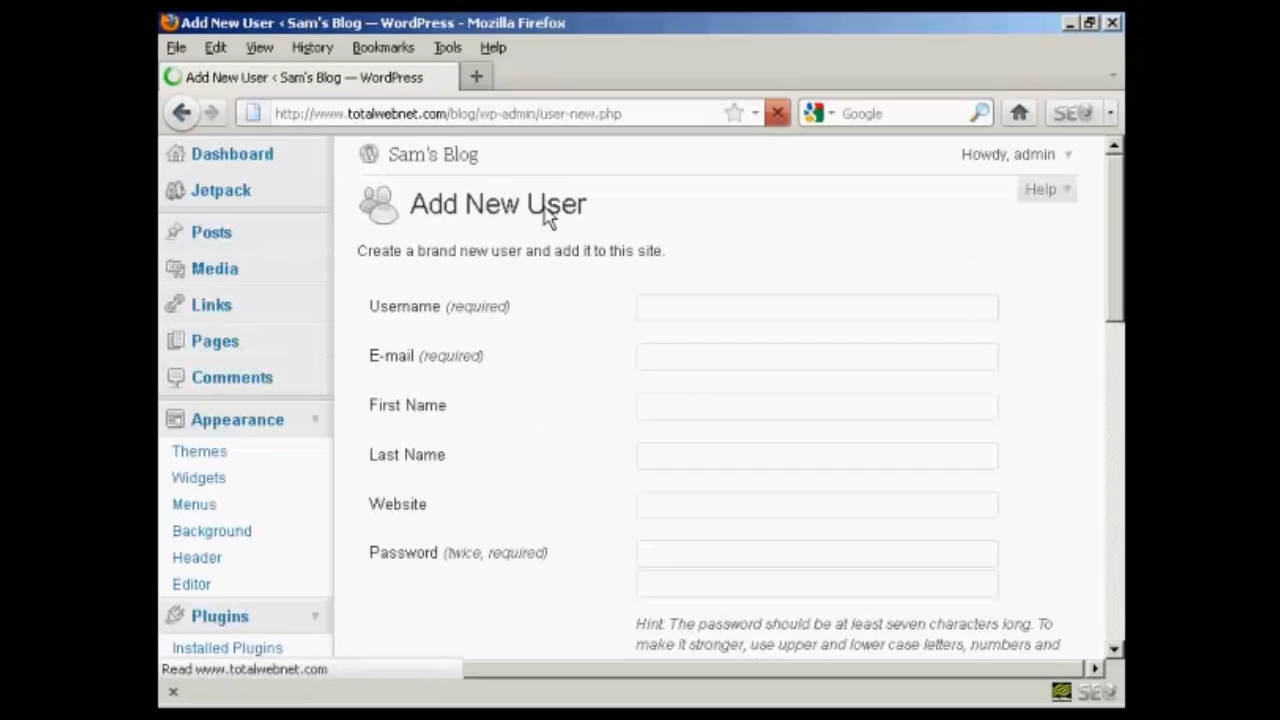 Add New User ‹ Sam's Blog — WordPress - Mozilla Firefox
File Edit View History Bookmarks Tools Help
Add New User ‹ Sam's Blog — WordPress
http://www.totalwebnet.com/blog/wp-admin/user-new.php
Google
SEO
Dashboard
Jetpack
Posts
Media
Links
Pages
Comments
Appearance
Themes
Widgets
Menus
Background
Header
Editor
Plugins
Installed Plugins
Sam's Blog
Howdy, admin
Help
Add New User
Create a brand new user and add it to this site.
Username (required)
E-mail (required)
First Name
Last Name
Website
Password (twice, required)
Hint: The password should be at least seven characters long. To
make it stronger, use upper and lower case letters, numbers and
Read www.totalwebnet.com
SEO